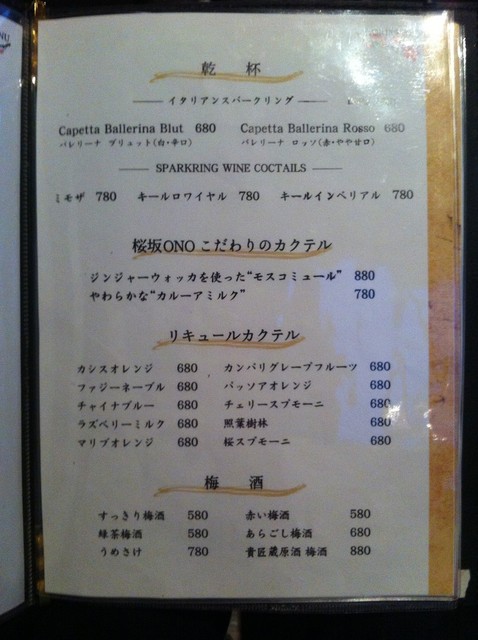 乾 杯
イタリアンスパークリング
Capetta Ballerina Blut 680 Capetta Ballerina Rosso 680
バレリーナ ブリュット(白・辛口) バレリーナ ロッソ(赤・やや甘口)
SPARKRING WINE COCTAILS
ミモザ 780 キールロワイヤル 780 キールインペリアル 780
桜坂ONO こだわりのカクテル
ジンジャーウォッカを使った“モスコミュール” 880
やわらかな“カルーアミルク” 780
リキュールカクテル
カシスオレンジ 680 カンパリグレープフルーツ 680
ファジーネーブル 680 パッソアオレンジ 680
チャイナブルー 680 チェリースプモーニ 680
ラズベリーミルク 680 照葉樹林 680
マリブオレンジ 680 桜スプモーニ 680
梅 酒
すっきり梅酒 580 赤い梅酒 580
緑茶梅酒 580 あらごし梅酒 680
うめさけ 780 貴匠蔵原酒 梅酒 880